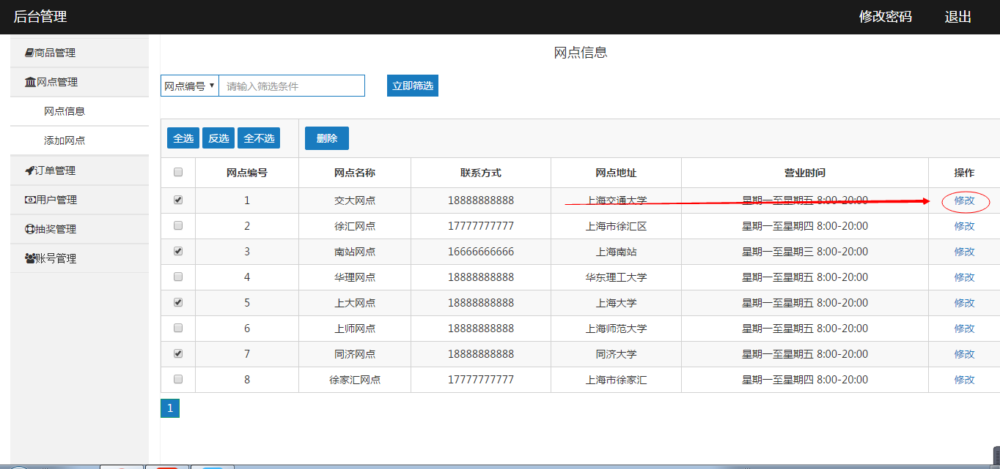 后台管理 修改密码 退出
商品管理
网点管理
网点信息
添加网点
订单管理
用户管理
抽奖管理
账号管理
网点信息
网点编号 请输入筛选条件 立即筛选
全选 反选 全不选 删除
网点编号 网点名称 联系方式 网点地址 营业时间 操作
1 交大网点 18888888888 上海交通大学 星期一至星期五 8:00-20:00 修改
2 徐汇网点 17777777777 上海市徐汇区 星期一至星期四 8:00-20:00 修改
3 南站网点 16666666666 上海南站 星期一至星期三 8:00-20:00 修改
4 华理网点 18888888888 华东理工大学 星期一至星期五 8:00-20:00 修改
5 上大网点 18888888888 上海大学 星期一至星期五 8:00-20:00 修改
6 上师网点 18888888888 上海师范大学 星期一至星期五 8:00-20:00 修改
7 同济网点 18888888888 同济大学 星期一至星期五 8:00-20:00 修改
8 徐家汇网点 17777777777 上海市徐家汇 星期一至星期四 8:00-20:00 修改
1